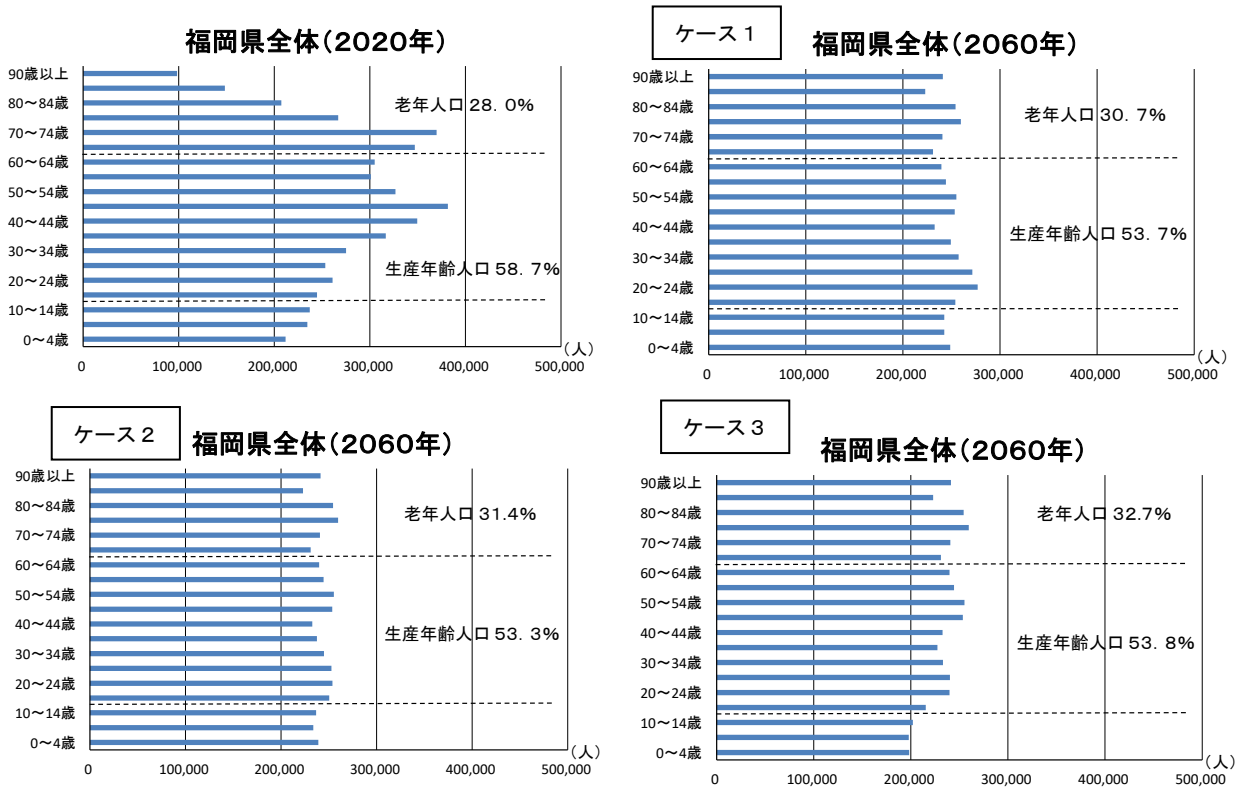 福岡県全体(2020年)
90歳以上
80～84歳
70～74歳
60～64歳
50～54歳
40～44歳
30～34歳
20～24歳
10～14歳
0～4歳
老年人口 28. 0%
生産年齢人口 58. 7%
(人)
0 100,000 200,000 300,000 400,000 500,000
ケース1
福岡県全体(2060年)
90歳以上
80～84歳
70～74歳
60～64歳
50～54歳
40～44歳
30～34歳
20～24歳
10～14歳
0～4歳
老年人口 30. 7%
生産年齢人口 53. 7%
(人)
0 100,000 200,000 300,000 400,000 500,000
ケース2
福岡県全体(2060年)
90歳以上
80～84歳
70～74歳
60～64歳
50～54歳
40～44歳
30～34歳
20～24歳
10～14歳
0～4歳
老年人口 31.4%
生産年齢人口 53. 3%
(人)
0 100,000 200,000 300,000 400,000 500,000
ケース3
福岡県全体(2060年)
90歳以上
80～84歳
70～74歳
60～64歳
50～54歳
40～44歳
30～34歳
20～24歳
10～14歳
0～4歳
老年人口 32.7%
生産年齢人口 53. 8%
(人)
0 100,000 200,000 300,000 400,000 500,000